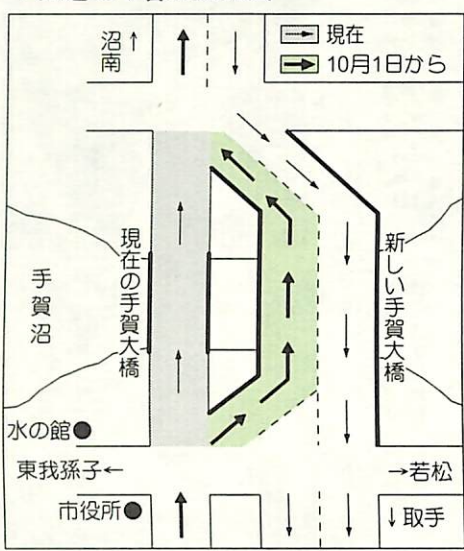 沼南↑
現在
10月1日から
現在の手賀大橋
新しい手賀大橋
手賀沼
水の館●
東我孫子←
→若松
市役所●
↓取手